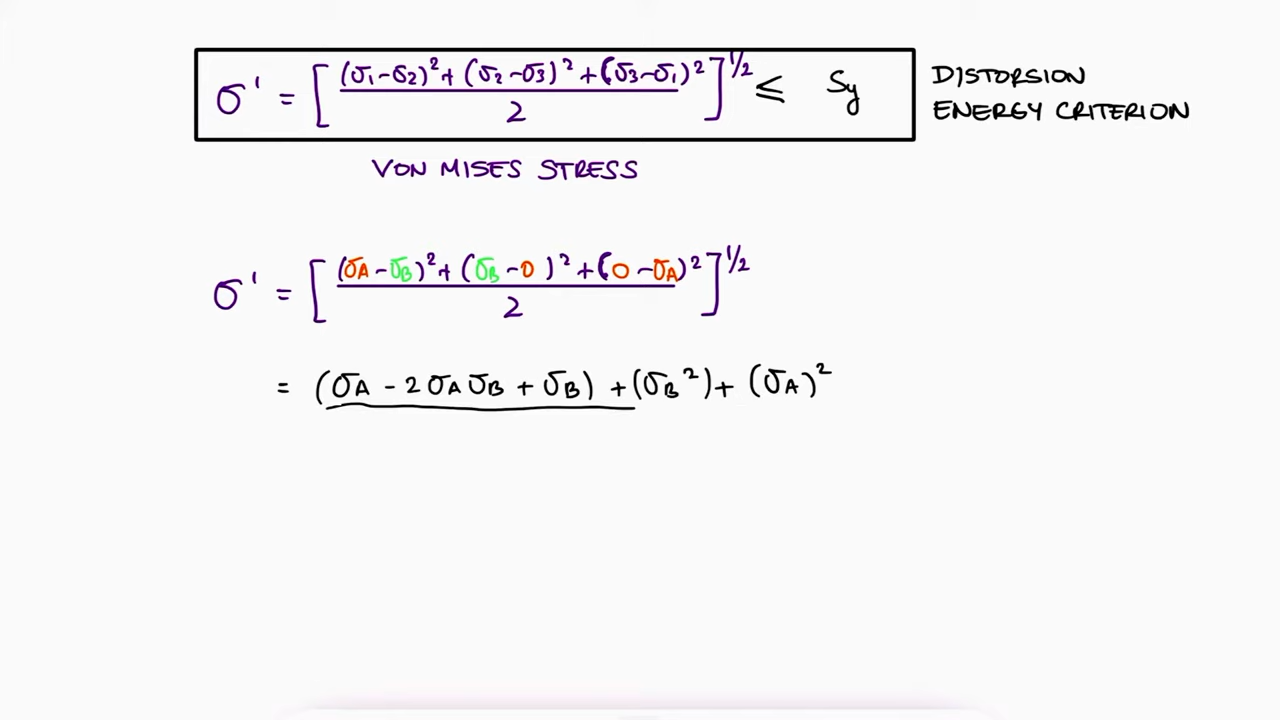 σ' = [ (σ1-σ2)²+(σ2-σ3)²+(σ3-σ1)² / 2 ]^1/2 ≤ Sy
DISTORSION
ENERGY CRITERION
VON MISES STRESS
σ' = [ (σA-σB)²+(σB-0)²+(0-σA)² / 2 ]^1/2
= (σA - 2σAσB + σB) + (σB²) + (σA)²